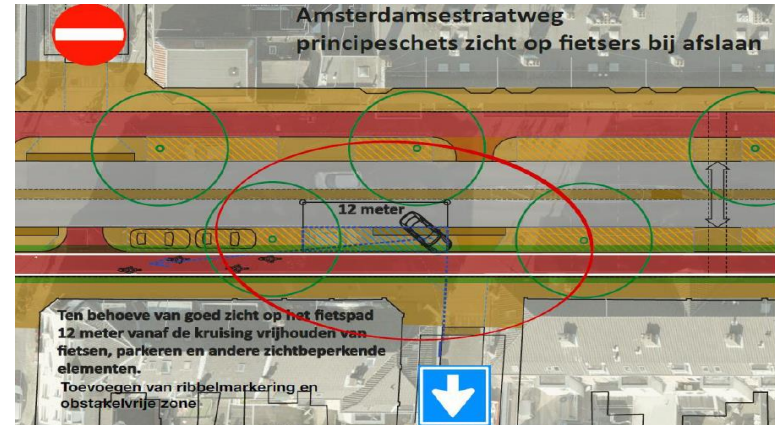 Amsterdamsestraatweg
principeschets zicht op fietsers bij afslaan
12 meter
Ten behoeve van goed zicht op het fietspad
12 meter vanaf de kruising vrijhouden van
fietsen, parkeren en andere zichtbeperkende
elementen.
Toevoegen van ribbelmarkering en
obstakelvrije zone